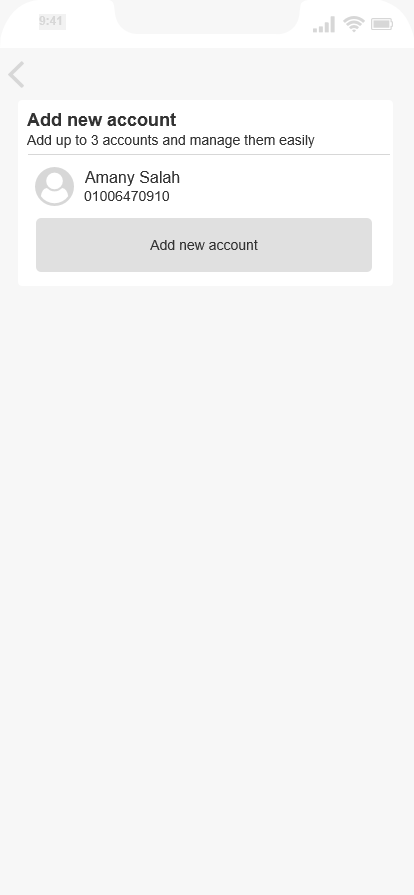 9:41
Add new account
Add up to 3 accounts and manage them easily
Amany Salah
01006470910
Add new account